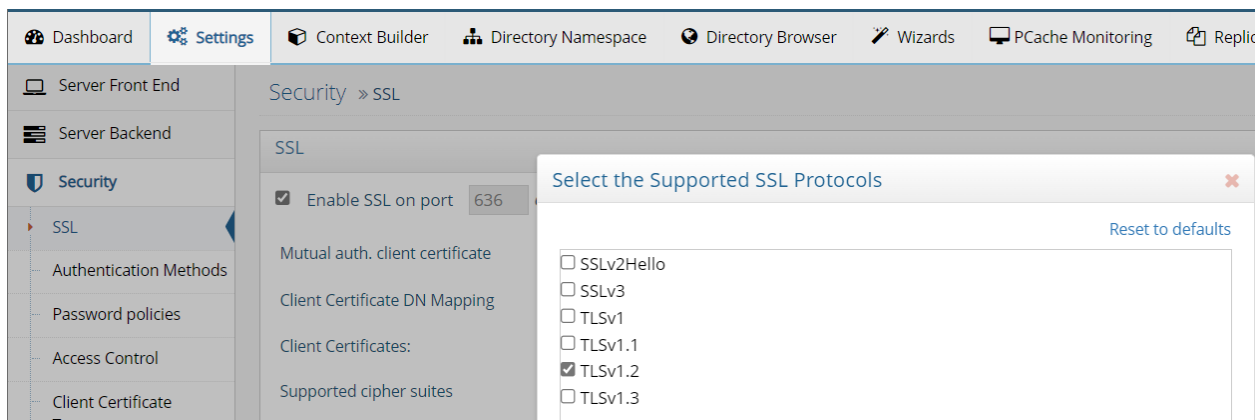 Dashboard Settings Context Builder Directory Namespace Directory Browser Wizards PCache Monitoring
Server Front End
Security » SSL
Server Backend
SSL
Security
Select the Supported SSL Protocols
Enable SSL on port 636
Reset to defaults
SSL
Mutual auth. client certificate
SSLv2Hello
Authentication Methods
SSLv3
Client Certificate DN Mapping
Password policies
TLSv1
Client Certificates:
TLSv1.1
Access Control
TLSv1.2
Supported cipher suites
TLSv1.3
Client Certificate